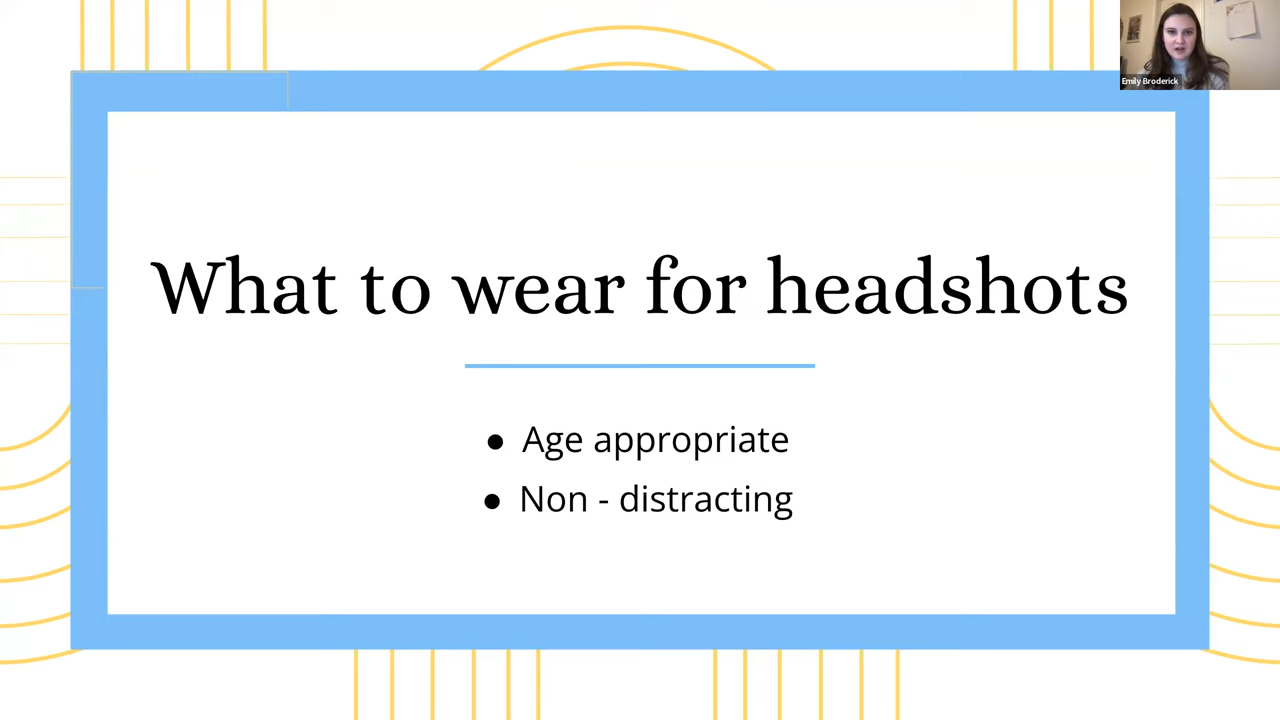 Emily Broderick
What to wear for headshots
● Age appropriate
● Non - distracting